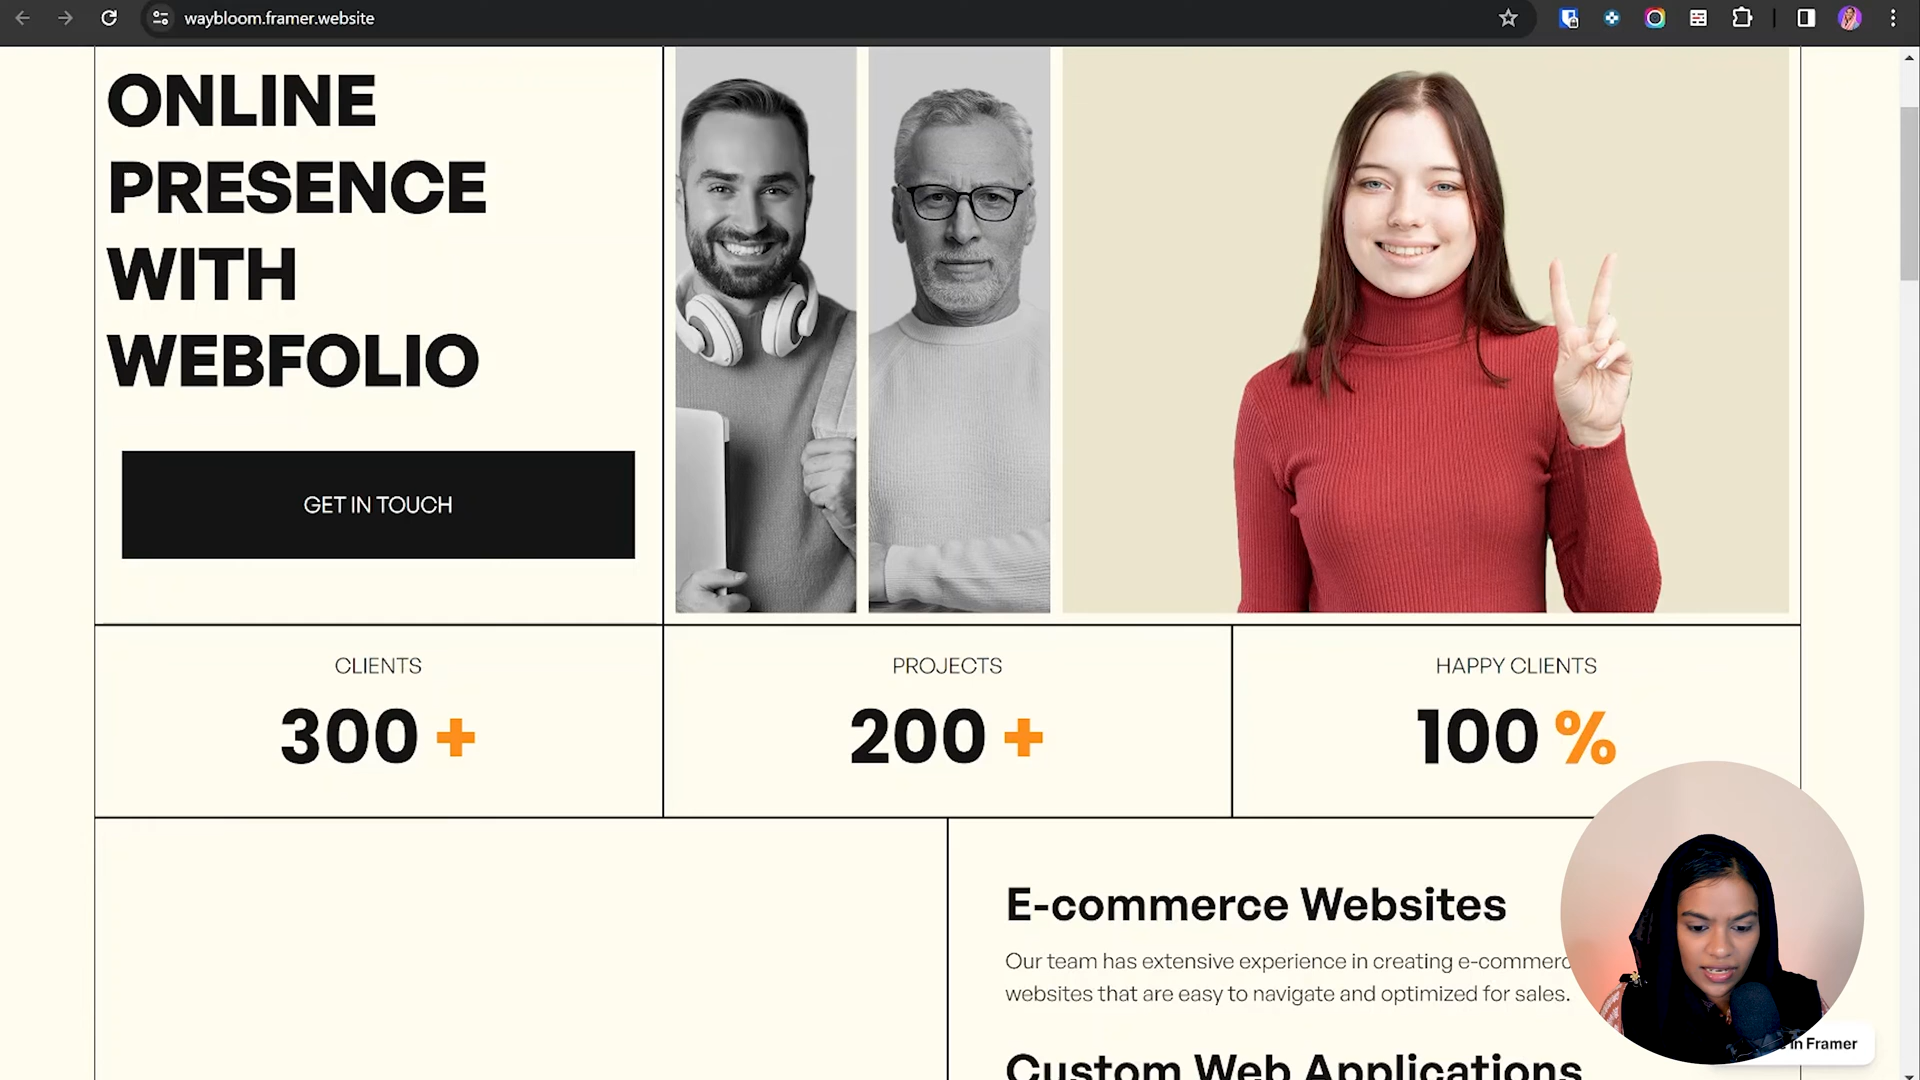 waybloom.framer.website
ONLINE
PRESENCE
WITH
WEBFOLIO
GET IN TOUCH
CLIENTS
300 +
PROJECTS
200 +
HAPPY CLIENTS
100 %
E-commerce Websites
Our team has extensive experience in creating
websites that are easy to navigate and optimized for sales.
Custom Web Applications
in Framer